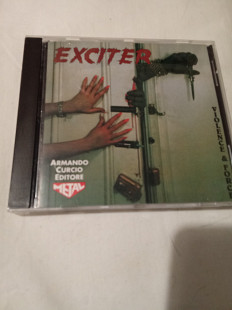 EXCITER
VIOLENCE & FORCE
ARMANDO
CURCIO
EDITORE
METAL